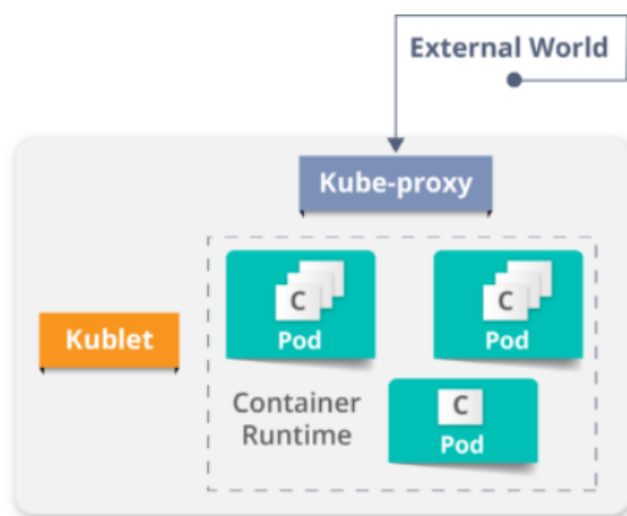 External World
Kube-proxy
C
Pod
C
Pod
Kublet
Container
Runtime
C
Pod